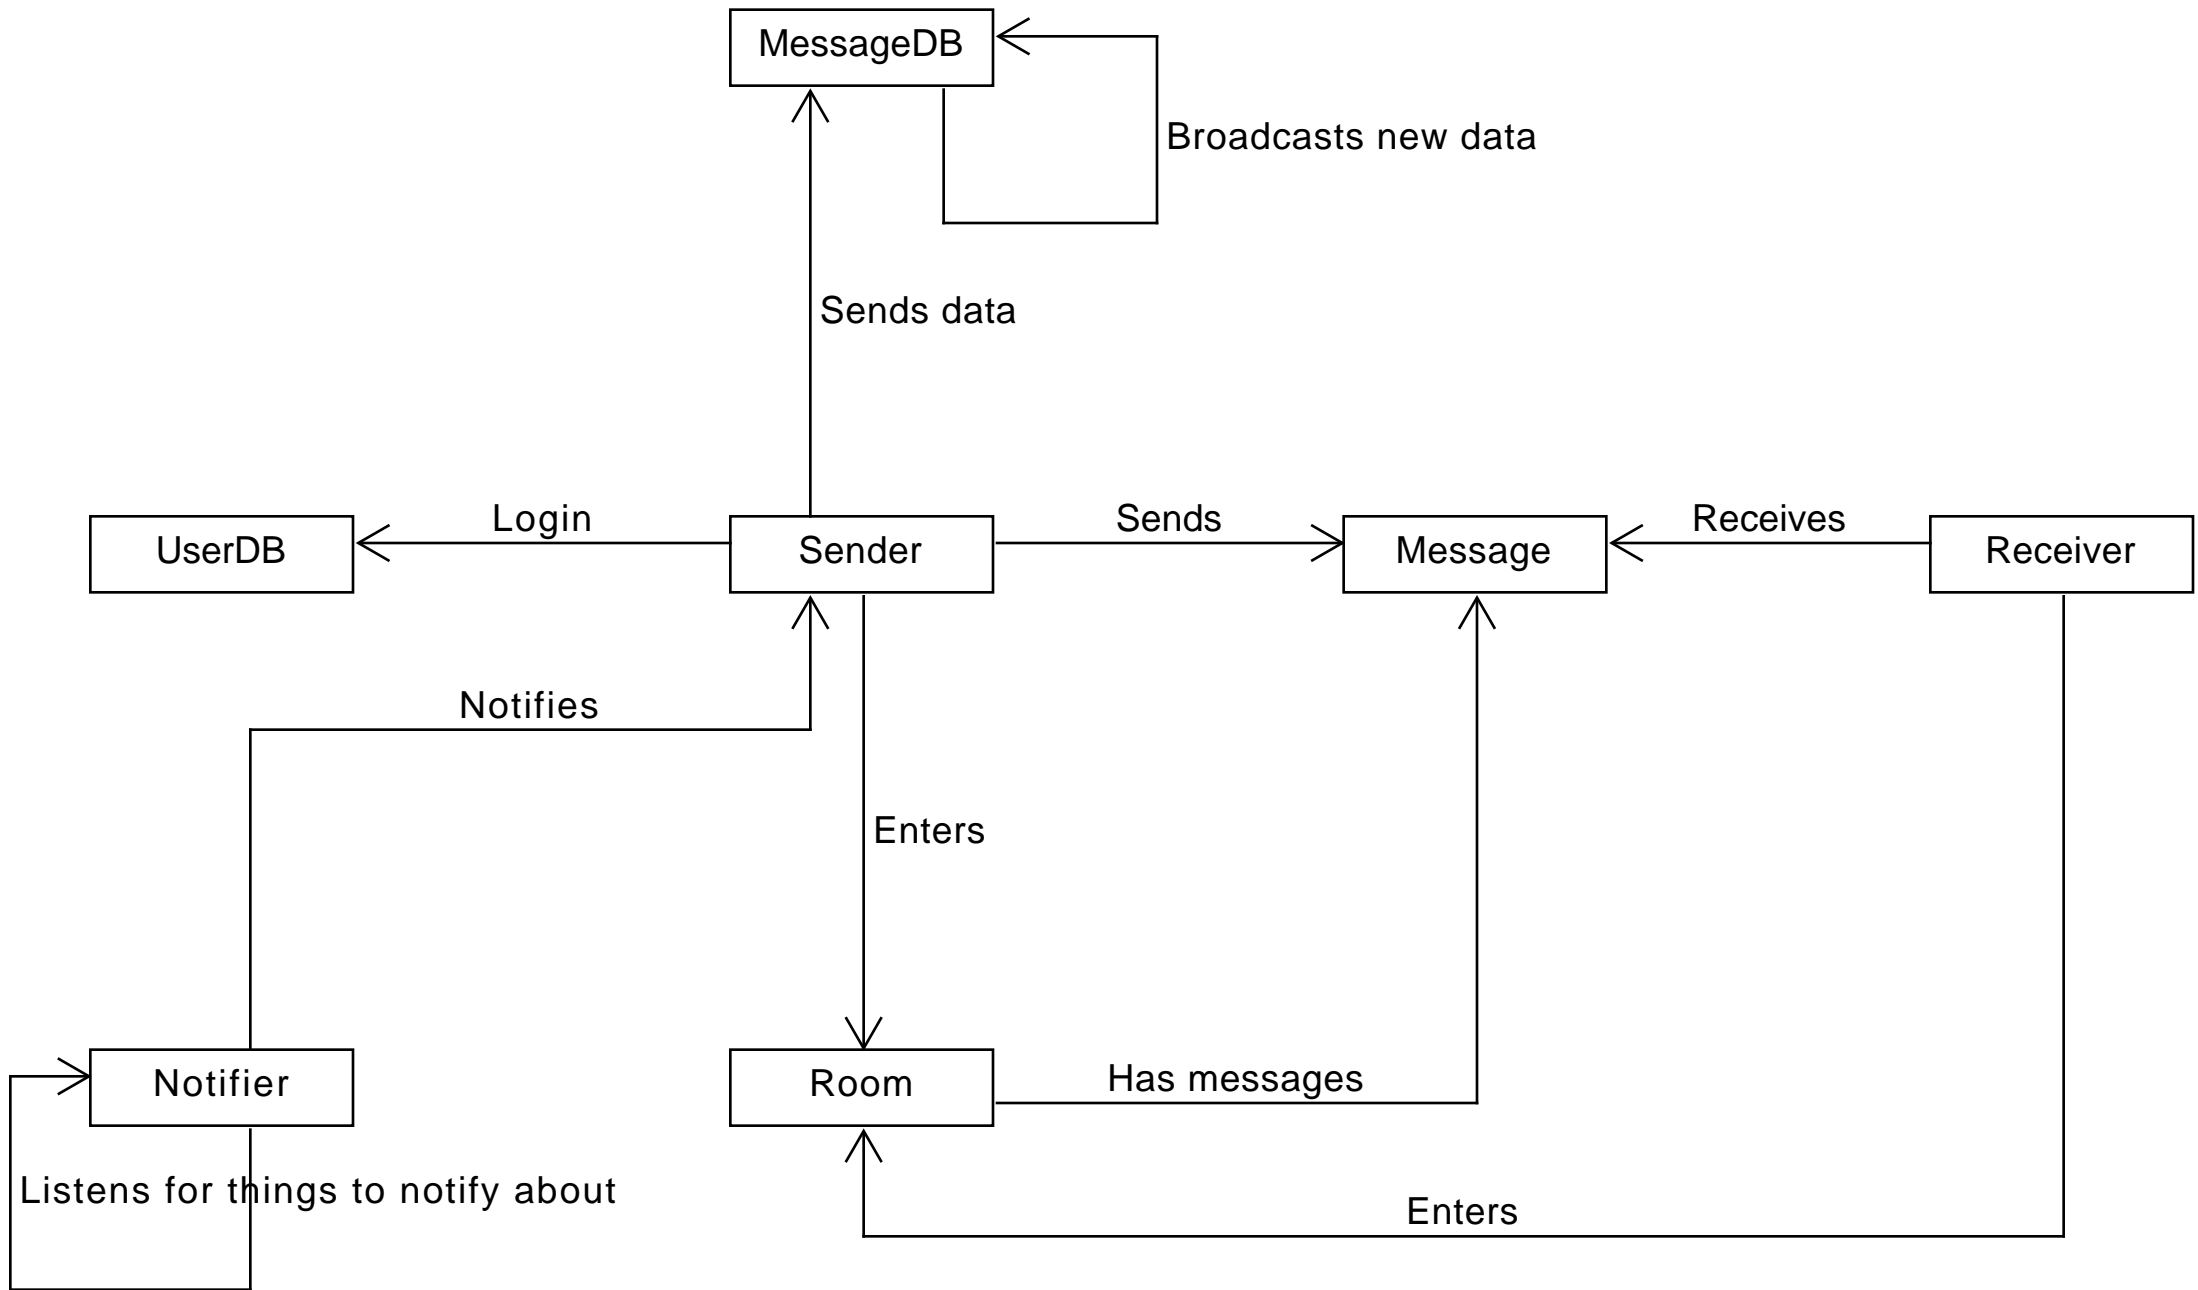 MessageDB
Broadcasts new data
Sends data
Login
Sends
Receives
UserDB
Sender
Message
Receiver
Notifies
Enters
Notifier
Room
Has messages
Listens for things to notify about
Enters